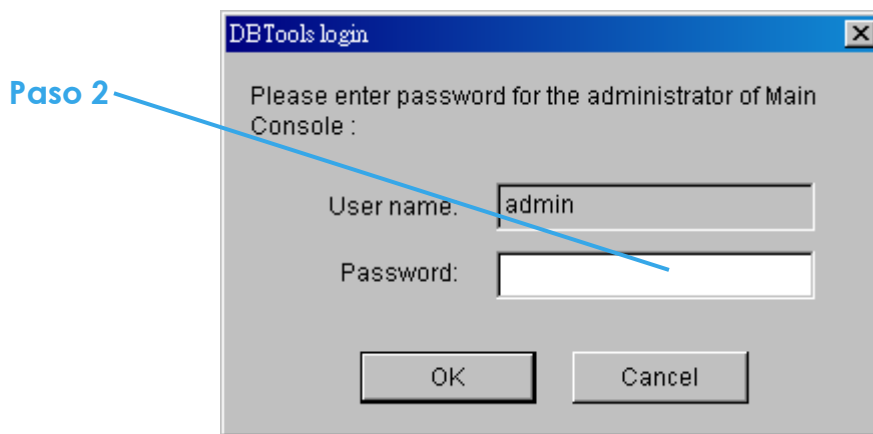 DBTools login
Paso 2
Please enter password for the administrator of Main
Console :
User name:
admin
Password:
OK
Cancel